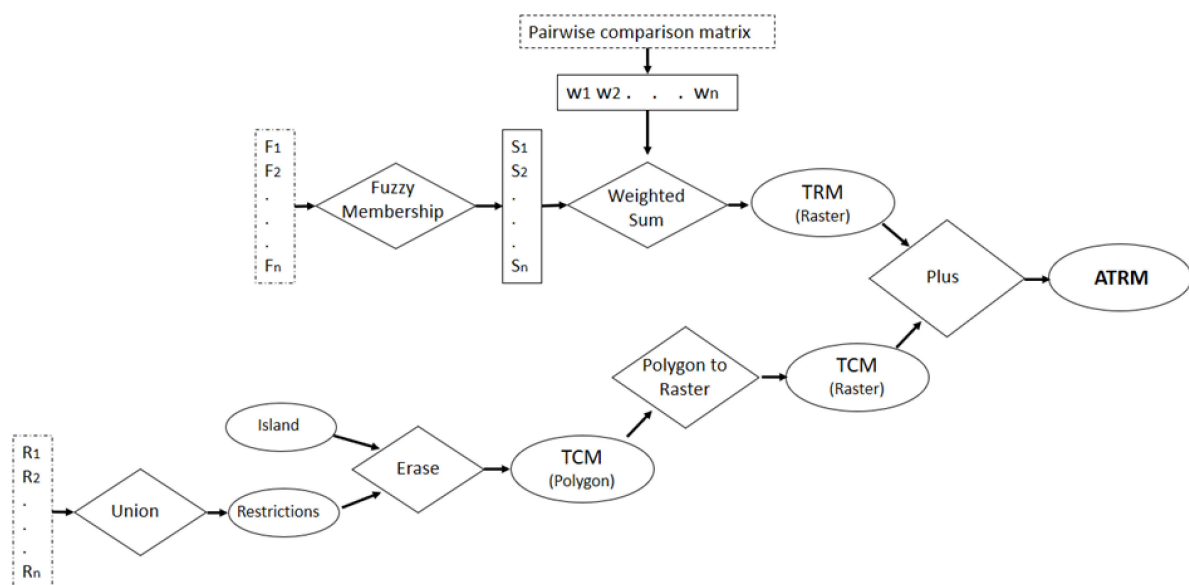 Pairwise comparison matrix
w1 w2 . . . wn
F1
F2
.
.
.
Fn
Fuzzy
Membership
S1
S2
.
.
.
Sn
Weighted
Sum
TRM
(Raster)
Plus
ATRM
Polygon to
Raster
TCM
(Raster)
Island
Erase
TCM
(Polygon)
R1
R2
.
.
.
Rn
Union
Restrictions